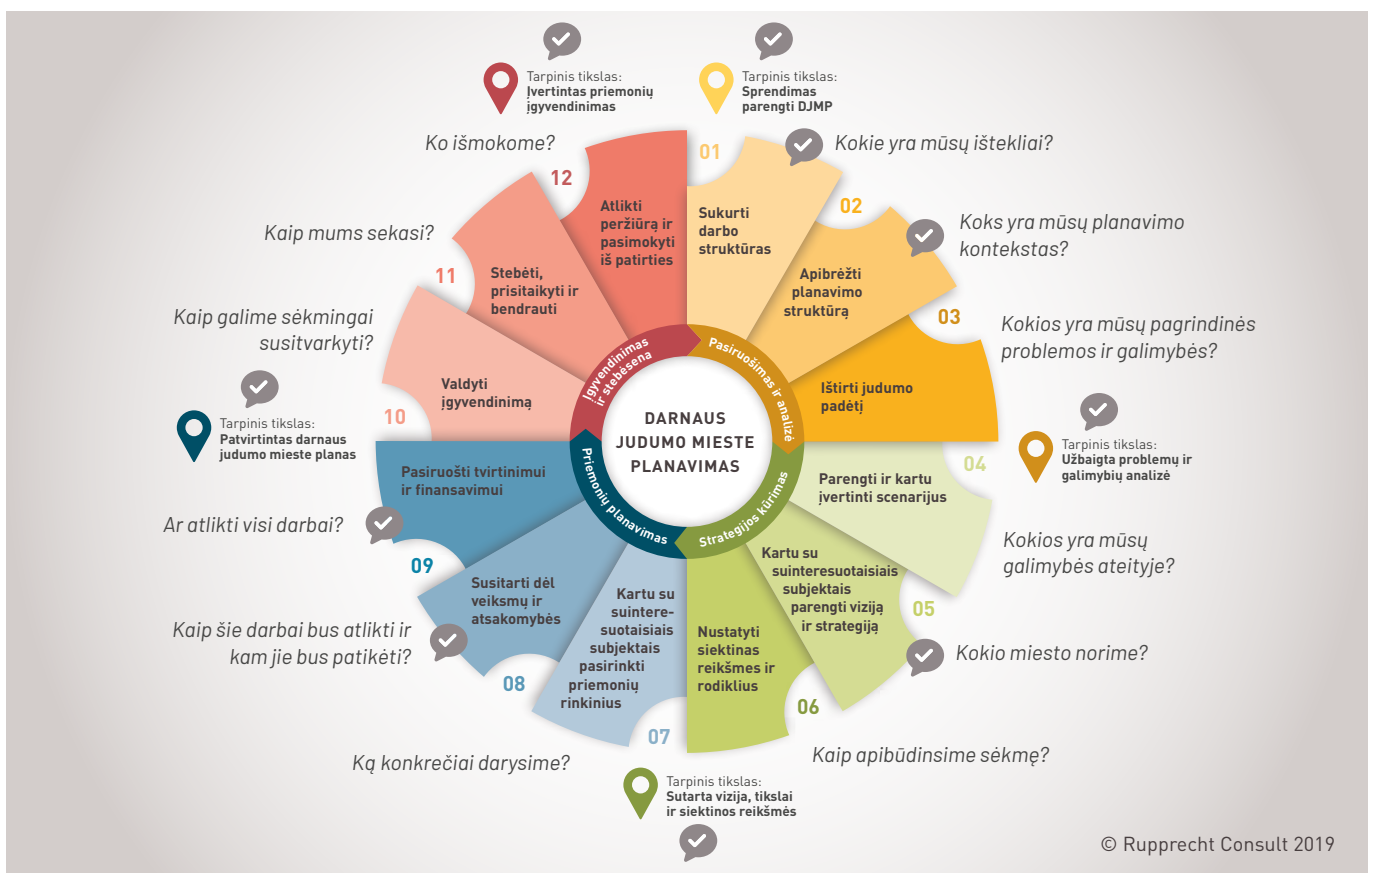 Tarpinis tikslas:
Įvertintas priemonių
įgyvendinimas
Tarpinis tikslas:
Sprendimas
parengti DJMP
Ko išmokome?
Kokie yra mūsų ištekliai?
Kaip mums sekasi?
Koks yra mūsų planavimo
kontekstas?
Kaip galime sėkmingai
susitvarkyti?
Kokios yra mūsų pagrindinės
problemos ir galimybės?
Tarpinis tikslas:
Patvirtintas darnaus
judumo mieste planas
Tarpinis tikslas:
Užbaigta problemų ir
galimybių analizė
Ar atlikti visi darbai?
Kokios yra mūsų
galimybės ateityje?
Kaip šie darbai bus atlikti ir
kam jie bus patikėti?
Kokio miesto norime?
Ką konkrečiai darysime?
Kaip apibūdinsime sėkmę?
Tarpinis tikslas:
Sutarta vizija, tikslai
ir siektinos reikšmės
01
Sukurti
darbo
struktūras
02
Apibrėžti
planavimo
struktūrą
03
Ištirti judumo
padėtį
04
Parengti ir kartu
įvertinti scenarijus
05
Kartu su
suinteresuotaisiais
subjektais
parengti viziją
ir strategiją
06
Nustatyti
siektinas
reikšmes ir
rodiklius
07
Kartu su
suintere-
suotaisiais
subjektais
pasirinkti
priemonių
rinkinius
08
Susitarti dėl
veiksmų ir
atsakomybės
09
Pasiruošti tvirtinimui
ir finansavimui
10
Valdyti
įgyvendinimą
11
Stebėti,
prisitaikyti ir
bendrauti
12
Atlikti
peržiūrą ir
pasimokyti
iš patirties
Pasiruošimas ir analizė
Strategijos kūrimas
Priemonių planavimas
Įgyvendinimas
ir stebėsena
DARNAUS
JUDUMO MIESTE
PLANAVIMAS
© Rupprecht Consult 2019